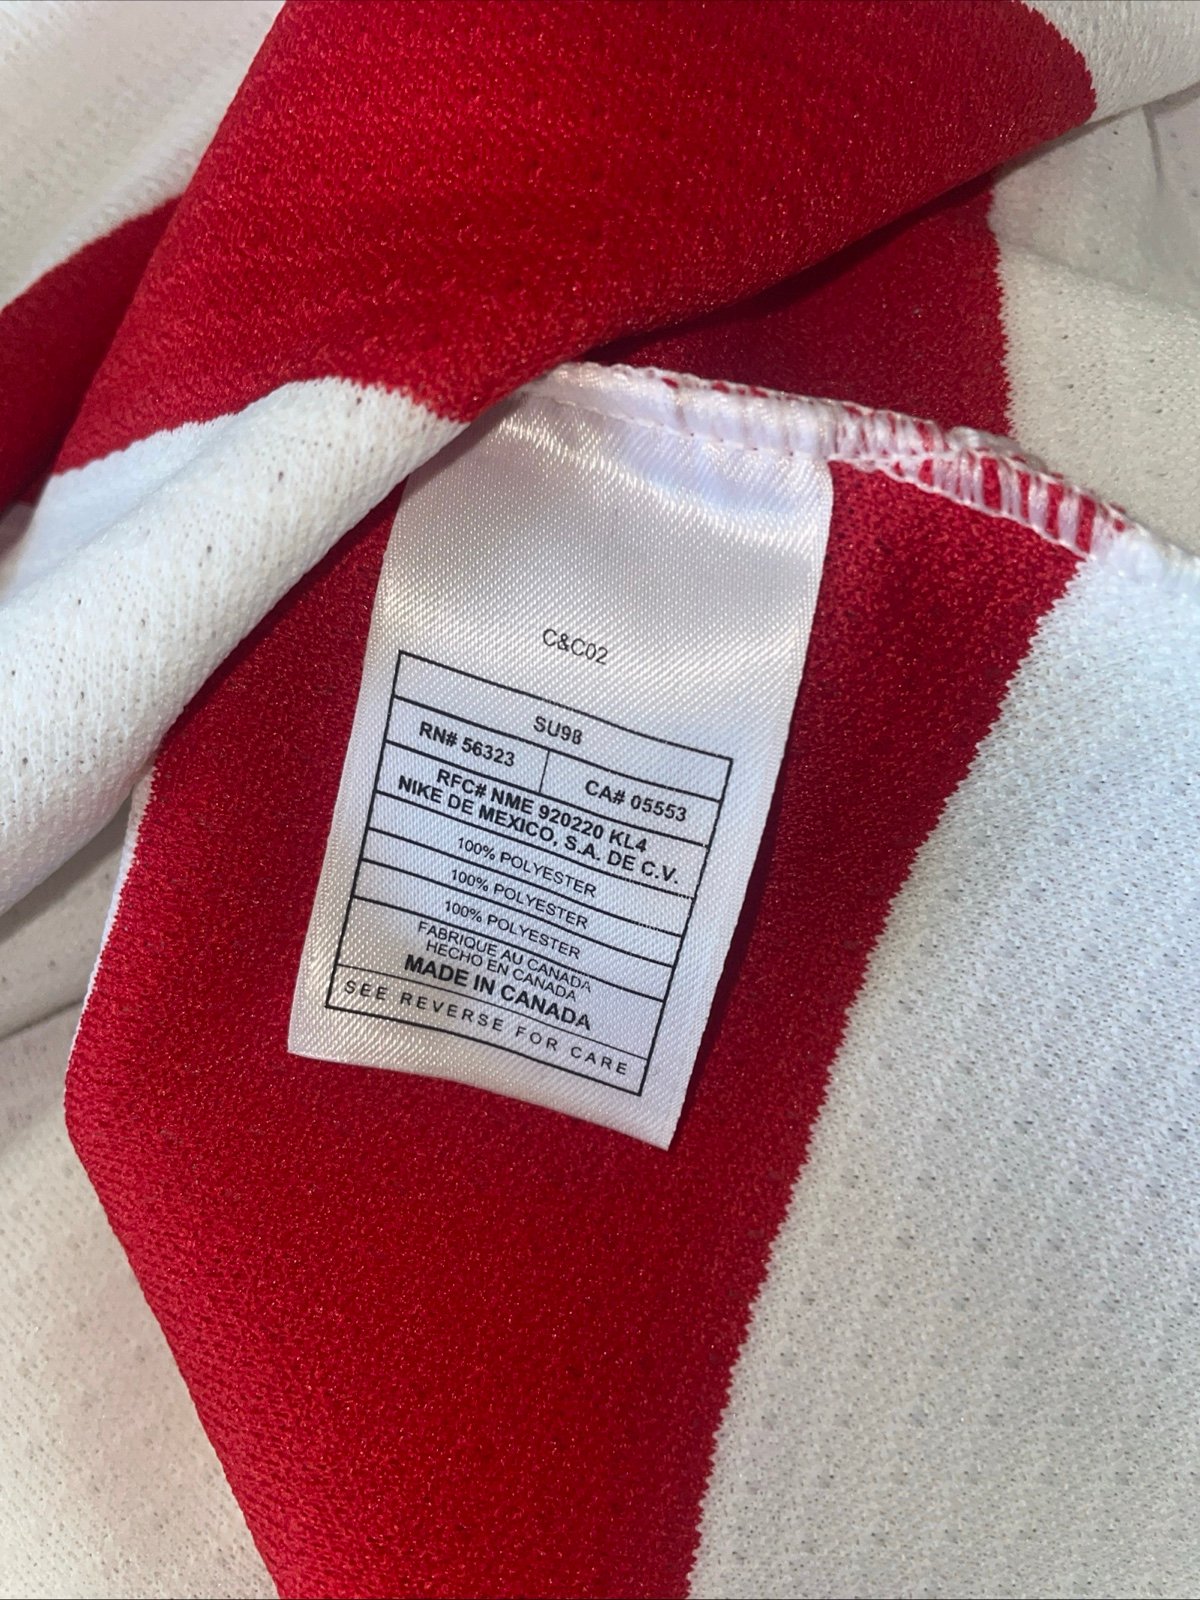 C&C02
SU98
RN# 56323 CA# 05553
RFC# NME 920220 KL4
NIKE DE MEXICO, S.A. DE C.V.
100% POLYESTER
100% POLYESTER
100% POLYESTER
FABRIQUE AU CANADA
HECHO EN CANADA
MADE IN CANADA
SEE REVERSE FOR CARE